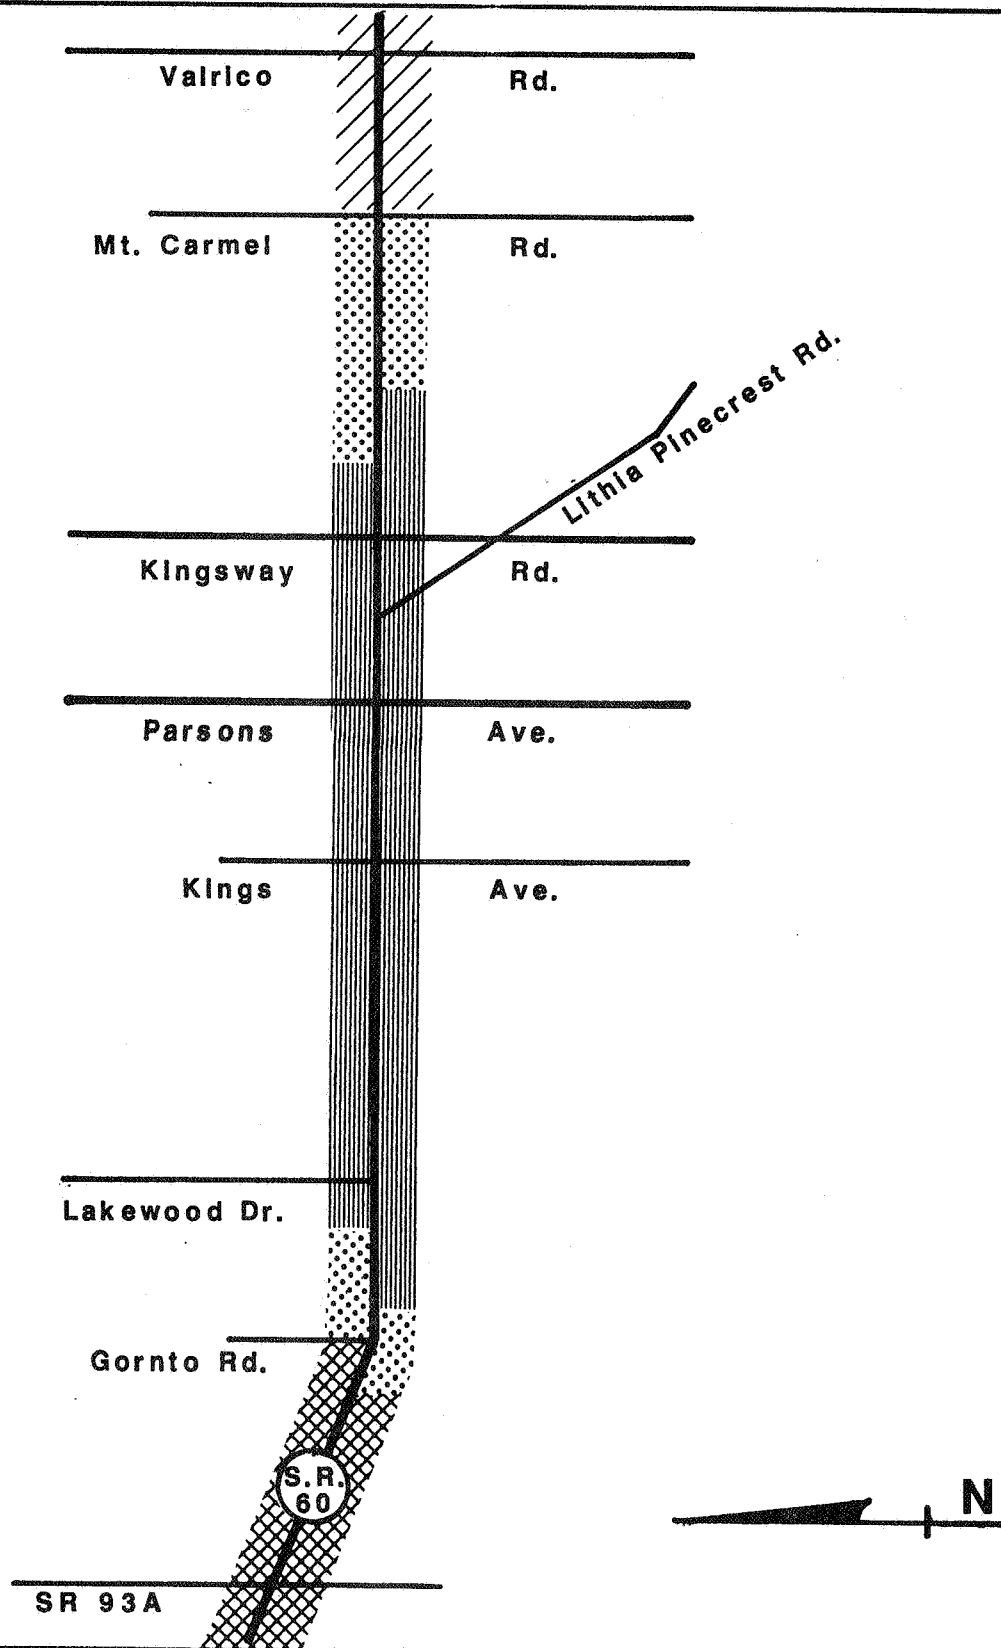 Valrico Rd.
Mt. Carmel Rd.
Lithia Pinecrest Rd.
Kingsway Rd.
Parsons Ave.
Kings Ave.
Lakewood Dr.
Gornto Rd.
S.R.
60
N
SR 93A